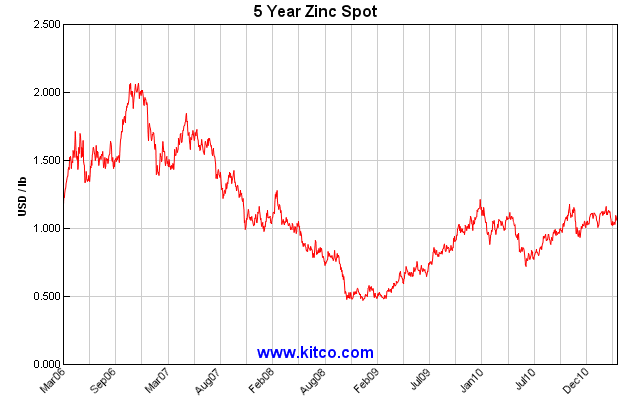 5 Year Zinc Spot
2.500
2.000
1.500
1.000
0.500
0.000
USD / lb
www.kitco.com
Mar06
Sep06
Mar07
Aug07
Feb08
Aug08
Feb09
Jul09
Jan10
Jul10
Dec10